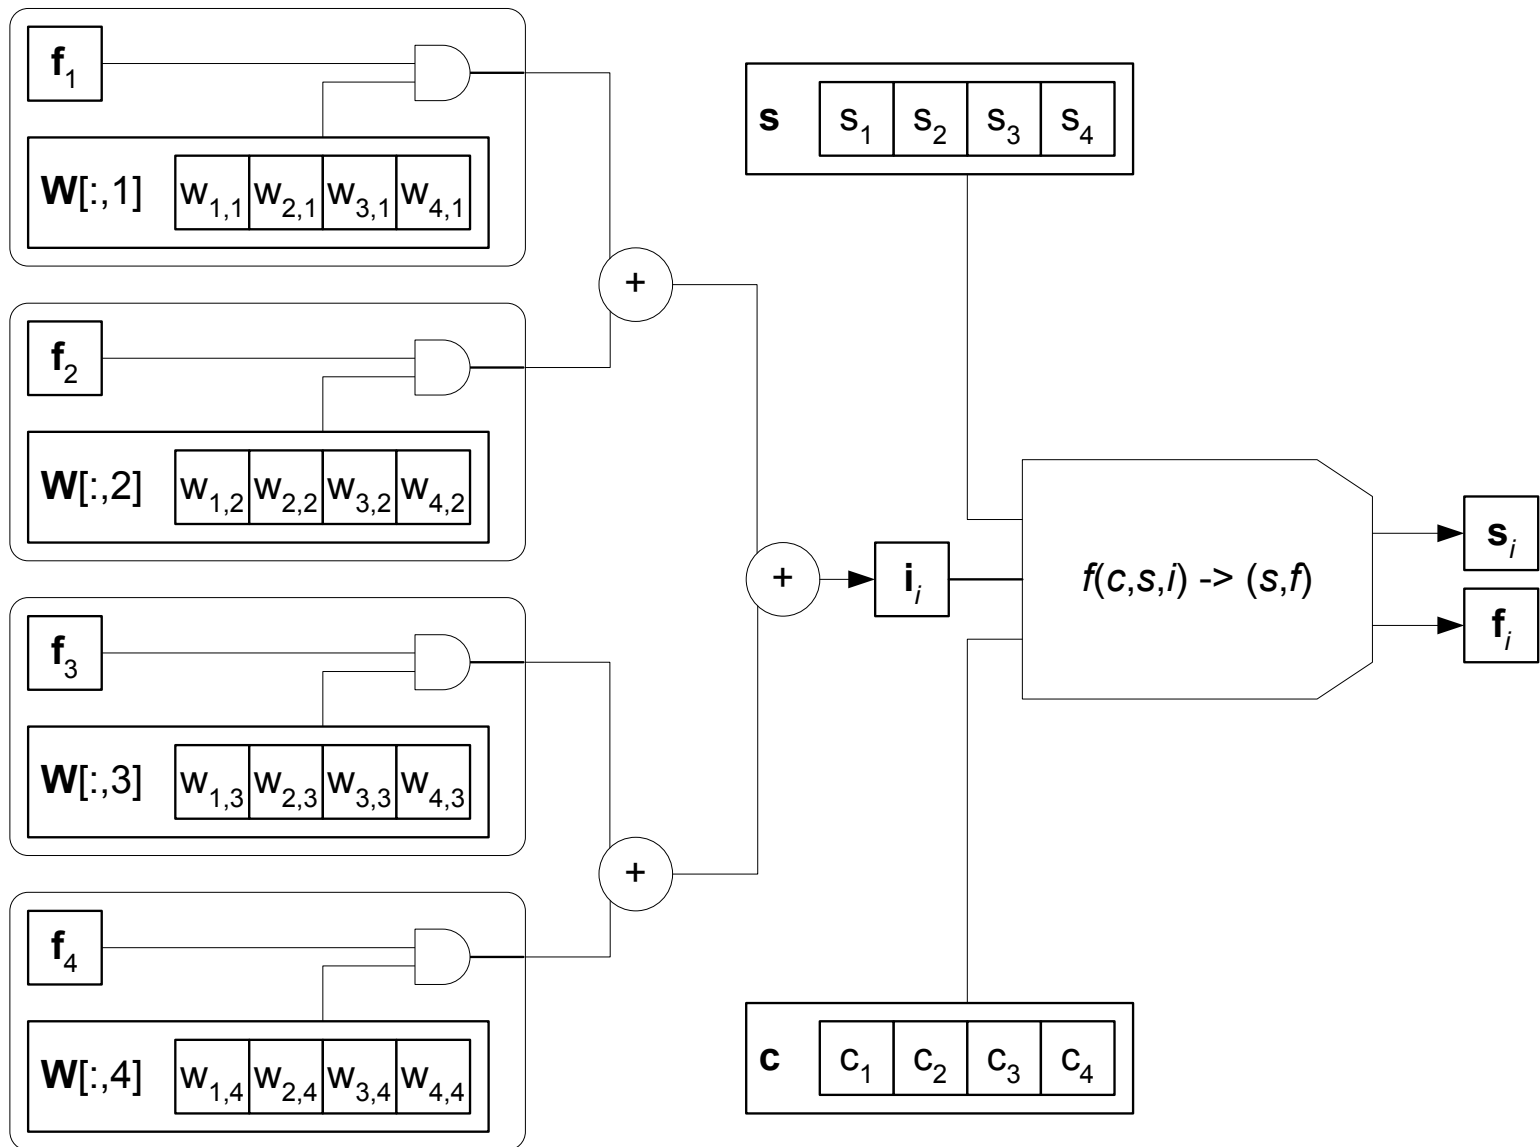 f1
W[:,1] w1,1 w2,1 w3,1 w4,1
f2
W[:,2] w1,2 w2,2 w3,2 w4,2
f3
W[:,3] w1,3 w2,3 w3,3 w4,3
f4
W[:,4] w1,4 w2,4 w3,4 w4,4
+
+
+
s s1 s2 s3 s4
ii
f(c,s,i) -> (s,f)
si
fi
c c1 c2 c3 c4